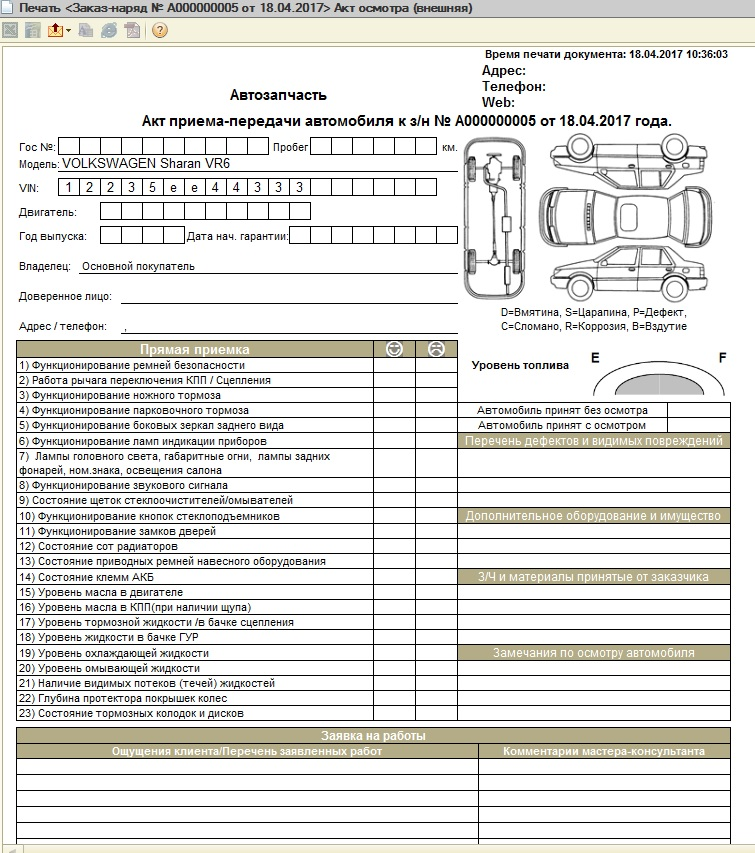 Печать <Заказ-наряд № А000000005 от 18.04.2017> Акт осмотра (внешняя)
Время печати документа: 18.04.2017 10:36:03
Адрес:
Телефон:
Web:
Автозапчасть
Акт приема-передачи автомобиля к з/н № А000000005 от 18.04.2017 года.
Гос №: Пробег км.
Модель: VOLKSWAGEN Sharan VR6
VIN: 1 2 2 3 5 е е 4 4 3 3 3
Двигатель:
Год выпуска: Дата нач. гарантии:
Владелец: Основной покупатель
Доверенное лицо:
Адрес / телефон: ,
D=Вмятина, S=Царапина, P=Дефект,
C=Сломано, R=Коррозия, B=Вздутие
Прямая приемка
1) Функционирование ремней безопасности
2) Работа рычага переключения КПП / Сцепления
3) Функционирование ножного тормоза
4) Функционирование парковочного тормоза
5) Функционирование боковых зеркал заднего вида
6) Функционирование ламп индикации приборов
7) Лампы головного света, габаритные огни, лампы задних
фонарей, ном.знака, освещения салона
8) Функционирование звукового сигнала
9) Состояние щеток стеклоочистителей/омывателей
10) Функционирование кнопок стеклоподъемников
11) Функционирование замков дверей
12) Состояние сот радиаторов
13) Состояние приводных ремней навесного оборудования
14) Состояние клемм АКБ
15) Уровень масла в двигателе
16) Уровень масла в КПП(при наличии щупа)
17) Уровень тормозной жидкости /в бачке сцепления
18) Уровень жидкости в бачке ГУР
19) Уровень охлаждающей жидкости
20) Уровень омывающей жидкости
21) Наличие видимых потеков (течей) жидкостей
22) Глубина протектора покрышек колес
23) Состояние тормозных колодок и дисков
Уровень топлива E F
Автомобиль принят без осмотра
Автомобиль принят с осмотром
Перечень дефектов и видимых повреждений
Дополнительное оборудование и имущество
З/Ч и материалы принятые от заказчика
Замечания по осмотру автомобиля
Заявка на работы
Ощущения клиента/Перечень заявленных работ Комментарии мастера-консультанта